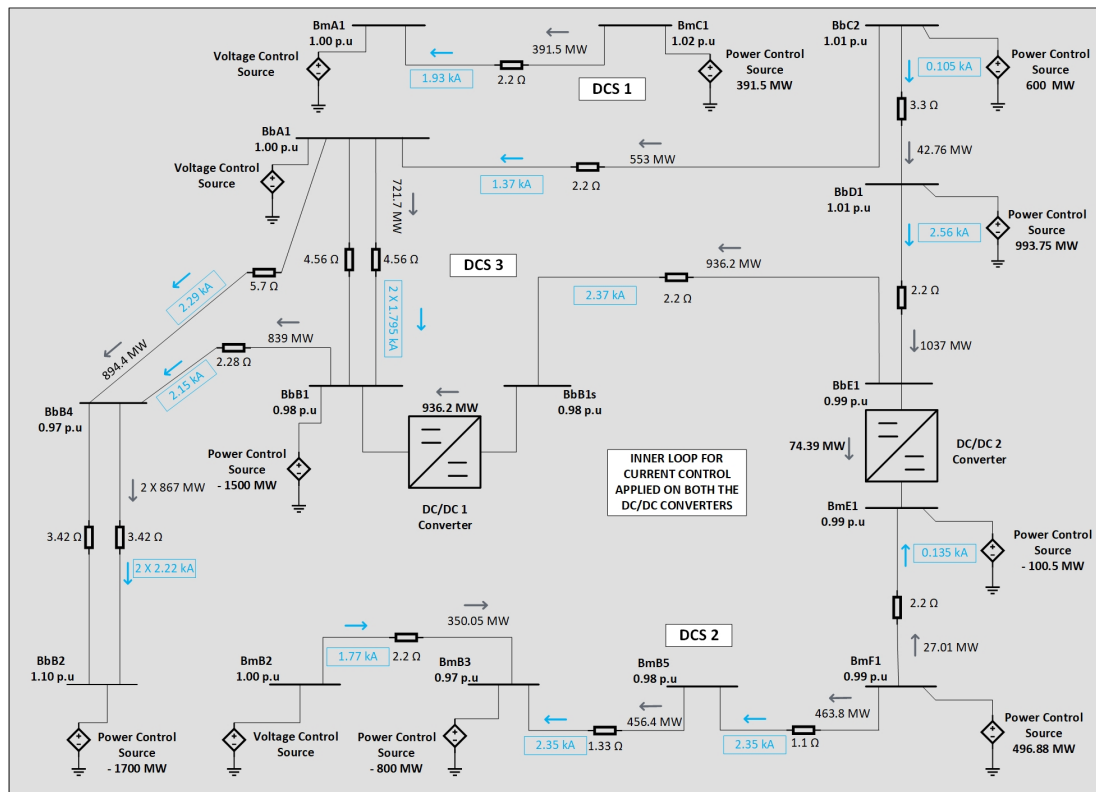 BmA1
1.00 p.u
Voltage Control
Source
1.93 kA
2.2 Ω
391.5 MW
BmC1
1.02 p.u
Power Control
Source
391.5 MW
DCS 1
BbC2
1.01 p.u
0.105 kA
Power Control
Source
600 MW
3.3 Ω
42.76 MW
BbA1
1.00 p.u
Voltage Control
Source
721.7 MW
1.37 kA
2.2 Ω
553 MW
BbD1
1.01 p.u
2.56 kA
Power Control
Source
993.75 MW
2.2 Ω
1037 MW
4.56 Ω
4.56 Ω
2 X 1.795 kA
DCS 3
2.37 kA
2.2 Ω
936.2 MW
2.29 kA
5.7 Ω
894.4 MW
2.15 kA
2.28 Ω
839 MW
BbB4
0.97 p.u
BbB1
0.98 p.u
936.2 MW
BbB1s
0.98 p.u
BbE1
0.99 p.u
Power Control
Source
- 1500 MW
DC/DC 1
Converter
INNER LOOP FOR
CURRENT CONTROL
APPLIED ON BOTH THE
DC/DC CONVERTERS
74.39 MW
DC/DC 2
Converter
2 X 867 MW
3.42 Ω
3.42 Ω
2 X 2.22 kA
BmE1
0.99 p.u
0.135 kA
Power Control
Source
- 100.5 MW
2.2 Ω
27.01 MW
BbB2
1.10 p.u
Power Control
Source
- 1700 MW
BmB2
1.00 p.u
Voltage Control
Source
1.77 kA
2.2 Ω
350.05 MW
BmB3
0.97 p.u
Power Control
Source
- 800 MW
DCS 2
2.35 kA
1.33 Ω
456.4 MW
BmB5
0.98 p.u
2.35 kA
1.1 Ω
463.8 MW
BmF1
0.99 p.u
Power Control
Source
496.88 MW